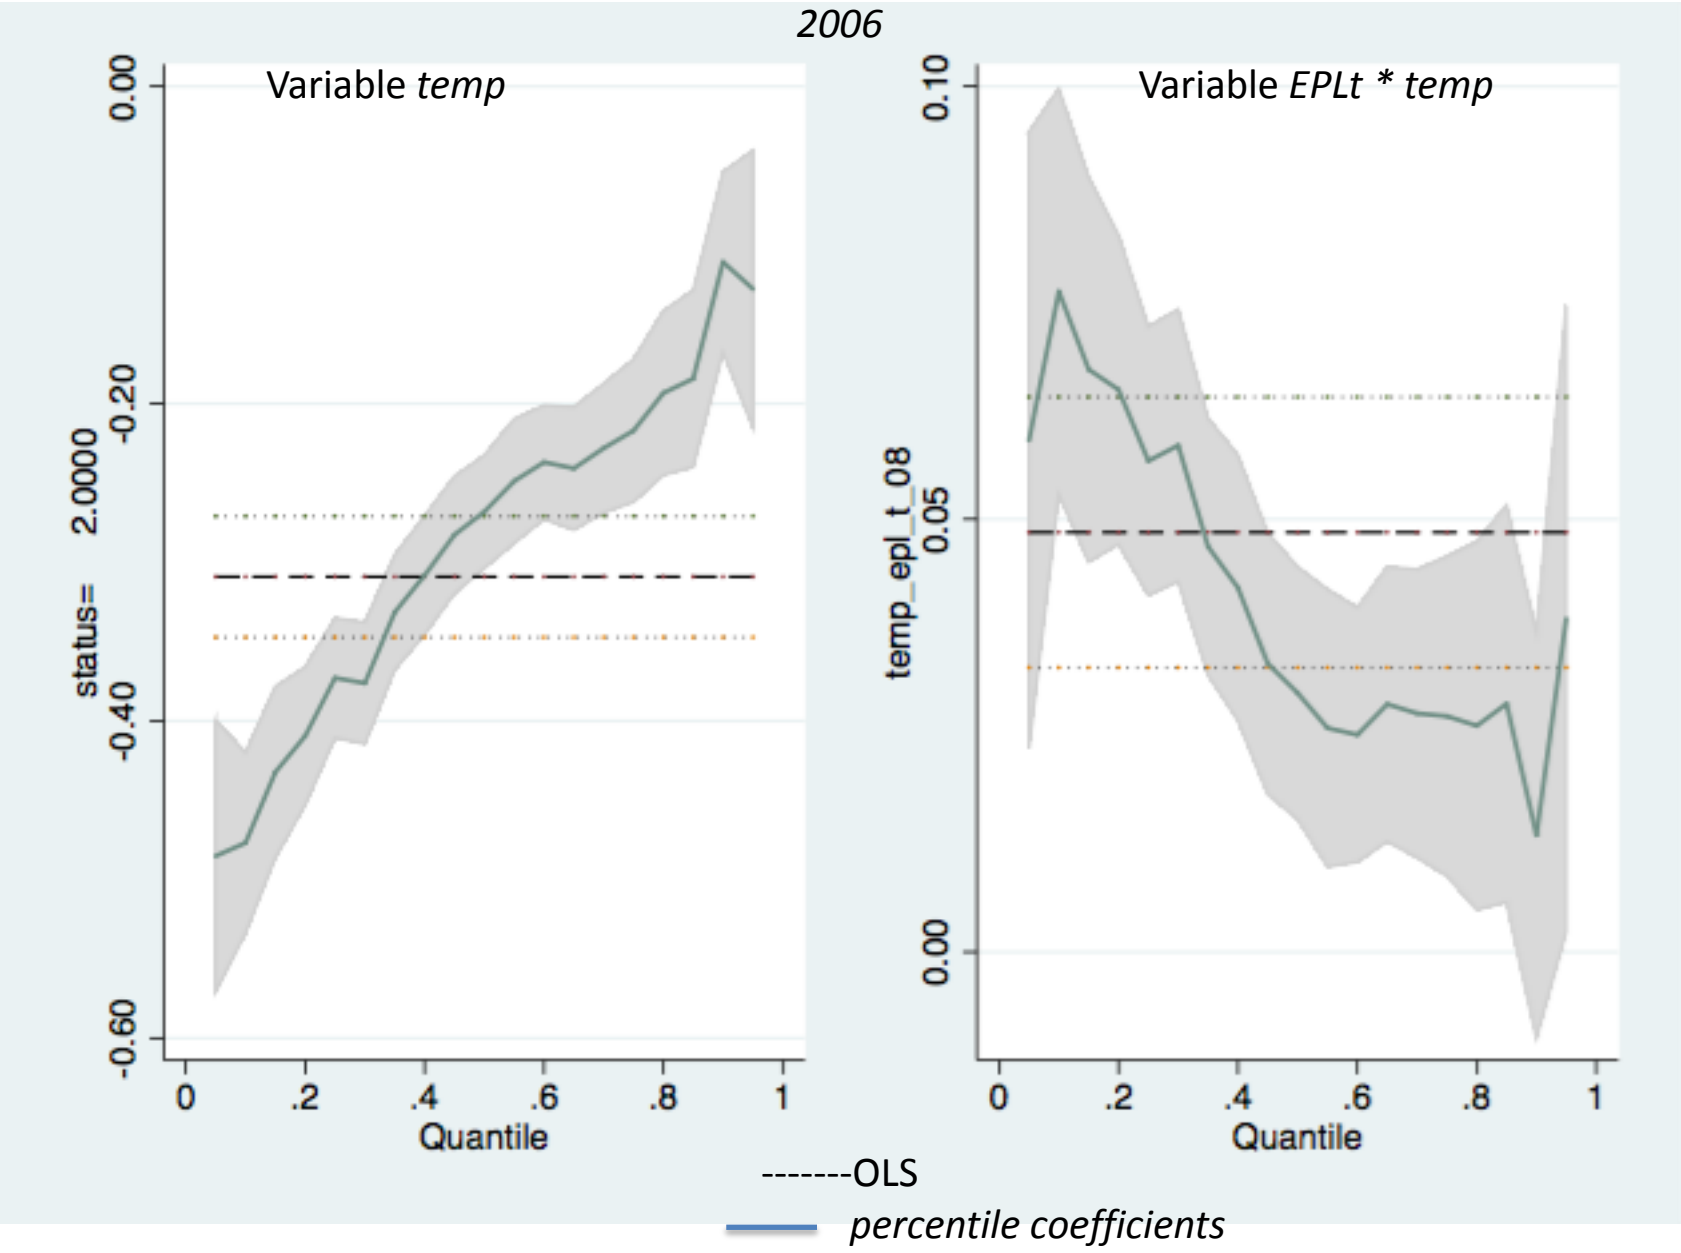 2006
Variable temp
Variable EPLt * temp
0.00
-0.20
-0.40
-0.60
status= 2.0000
0 .2 .4 .6 .8 1
Quantile
0.10
0.05
0.00
temp_epl_t_08
0 .2 .4 .6 .8 1
Quantile
-------OLS
percentile coefficients